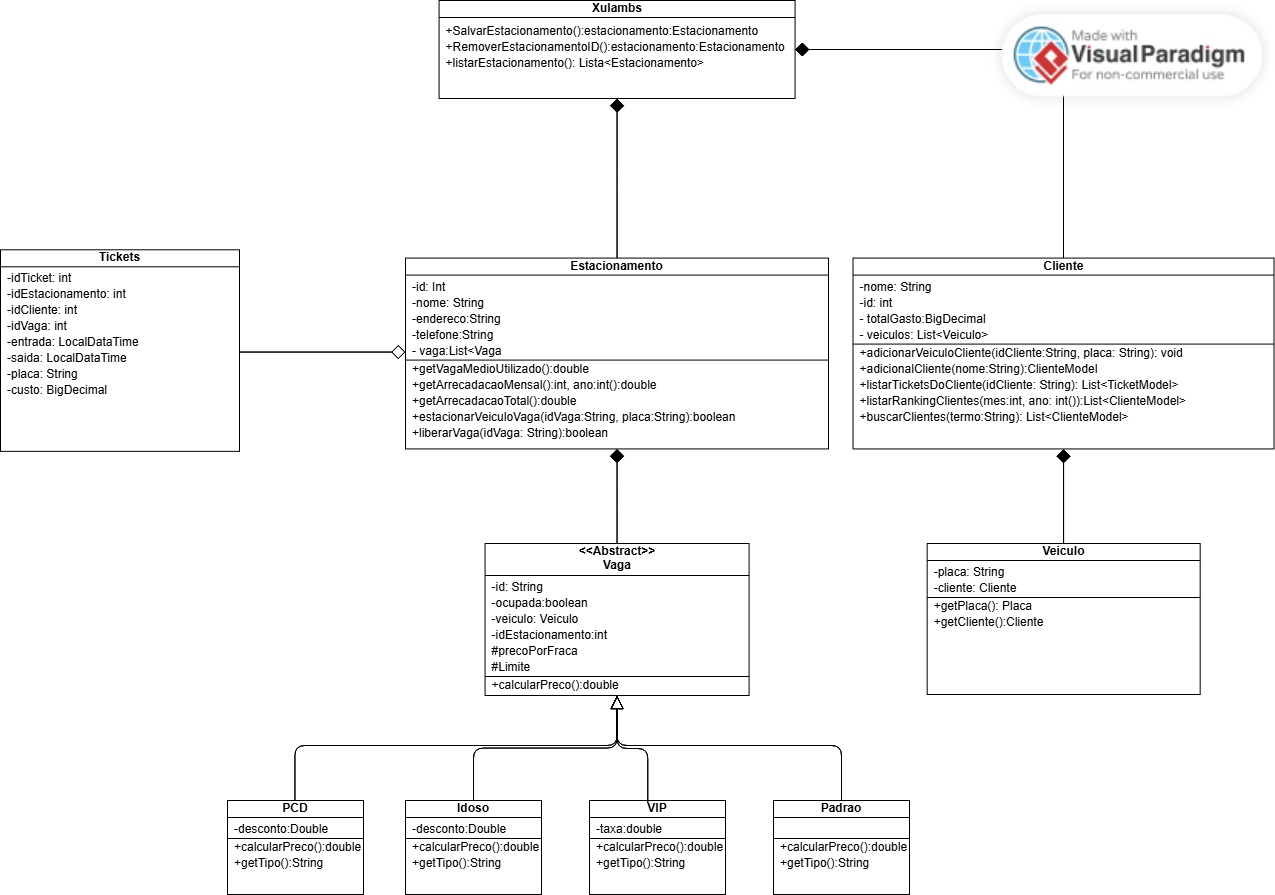 Xulambs
+SalvarEstacionamento():estacionamento:Estacionamento
+RemoverEstacionamentoID():estacionamento:Estacionamento
+listarEstacionamento(): Lista<Estacionamento>
Made with
Visual Paradigm
For non-commercial use
Tickets
-idTicket: int
-idEstacionamento: int
-idCliente: int
-idVaga: int
-entrada: LocalDataTime
-saida: LocalDataTime
-placa: String
-custo: BigDecimal
Estacionamento
-id: Int
-nome: String
-endereco:String
-telefone:String
- vaga:List<Vaga
+getVagaMedioUtilizado():double
+getArrecadacaoMensal():int, ano:int():double
+getArrecadacaoTotal():double
+estacionarVeiculoVaga(idVaga:String, placa:String):boolean
+liberarVaga(idVaga: String):boolean
Cliente
-nome: String
-id: int
- totalGasto:BigDecimal
- veiculos: List<Veiculo>
+adicionarVeiculoCliente(idCliente:String, placa: String): void
+adicionalCliente(nome:String):ClienteModel
+listarTicketsDoCliente(idCliente: String): List<TicketModel>
+listarRankingClientes(mes:int, ano: int()):List<ClienteModel>
+buscarClientes(termo:String): List<ClienteModel>
<<Abstract>>
Vaga
-id: String
-ocupada:boolean
-veiculo: Veiculo
-idEstacionamento:int
#precoPorFraca
#Limite
+calcularPreco():double
Veiculo
-placa: String
-cliente: Cliente
+getPlaca(): Placa
+getCliente():Cliente
PCD
-desconto:Double
+calcularPreco():double
+getTipo():String
Idoso
-desconto:Double
+calcularPreco():double
+getTipo():String
VIP
-taxa:double
+calcularPreco():double
+getTipo():String
Padrao
+calcularPreco():double
+getTipo():String